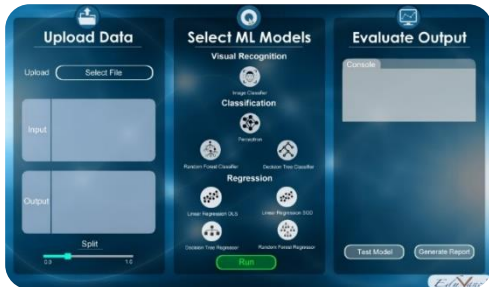 Upload Data
Upload
Select File
Input
Output
Split
0.0
1.0
Select ML Models
Visual Recognition
Image Classifier
Classification
Perceptron
Random Forest Classifier
Decision Tree Classifier
Regression
Linear Regression OLS
Linear Regression SGD
Decision Tree Regressor
Random Forest Regressor
Run
Evaluate Output
Console
Test Model
Generate Report